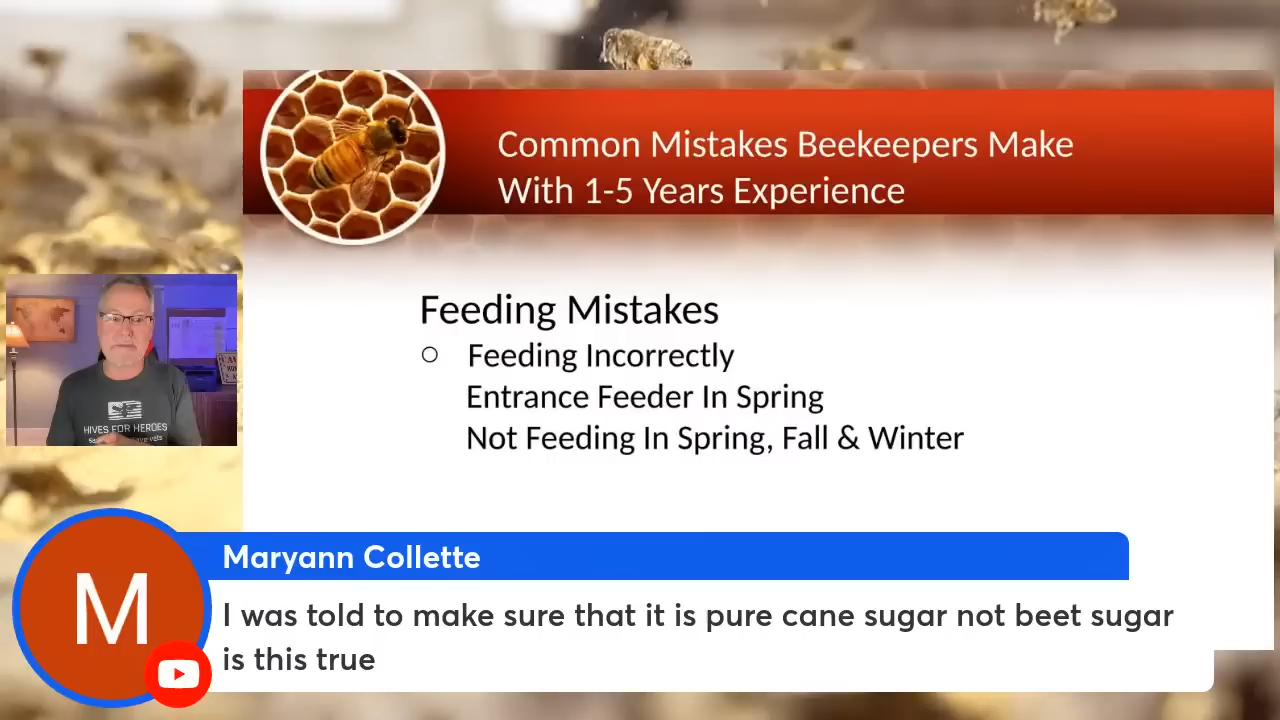 Common Mistakes Beekeepers Make
With 1-5 Years Experience
Feeding Mistakes
Feeding Incorrectly
Entrance Feeder In Spring
Not Feeding In Spring, Fall & Winter
HIVES FOR HEROES
M
Maryann Collette
I was told to make sure that it is pure cane sugar not beet sugar
is this true